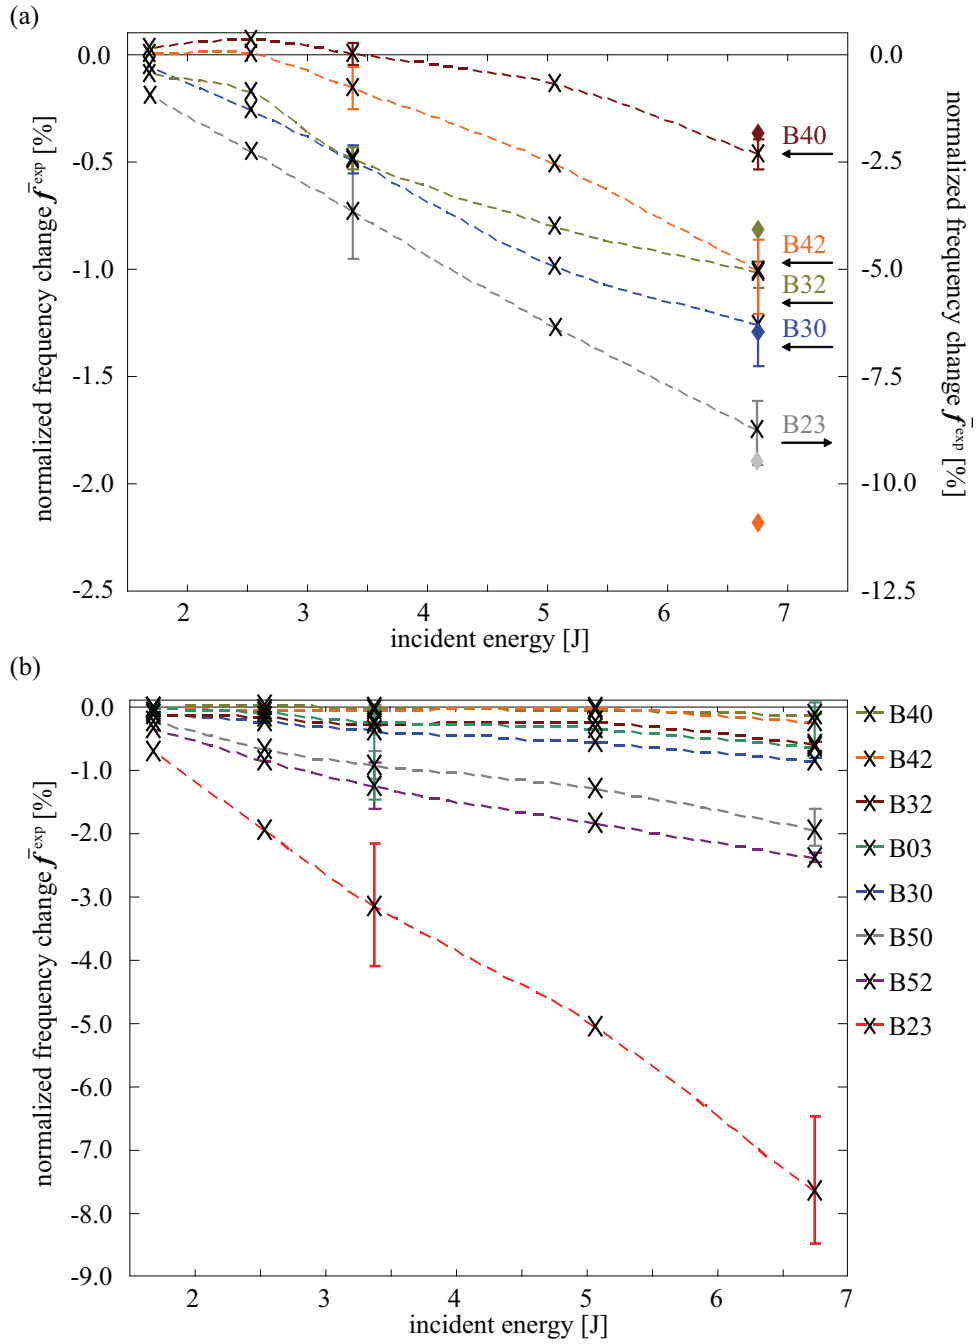 (a)
normalized frequency change f̄ exp [%]
0.0
-0.5
-1.0
-1.5
-2.0
-2.5
0.0
-2.5
-5.0
-7.5
-10.0
-12.5
normalized frequency change f̄ exp [%]
B40
B42
B32
B30
B23
2 3 4 5 6 7
incident energy [J]
(b)
normalized frequency change f̄ exp [%]
0.0
-1.0
-2.0
-3.0
-4.0
-5.0
-6.0
-7.0
-8.0
-9.0
B40
B42
B32
B03
B30
B50
B52
B23
2 3 4 5 6 7
incident energy [J]